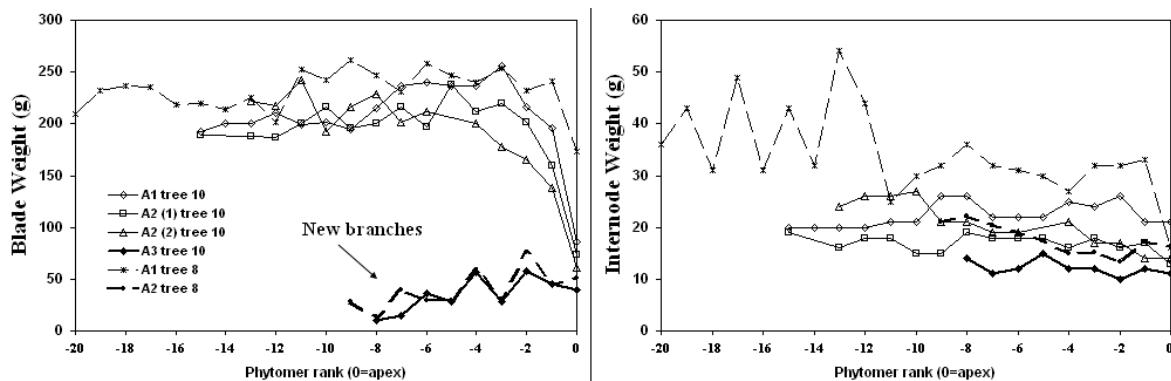 300
250
200
150
100
50
0
Blade Weight (g)
A1 tree 10
A2 (1) tree 10
A2 (2) tree 10
A3 tree 10
A1 tree 8
A2 tree 8
New branches
-20 -18 -16 -14 -12 -10 -8 -6 -4 -2 0
Phytomer rank (0=apex)
60
50
40
30
20
10
0
Internode Weight (g)
-20 -18 -16 -14 -12 -10 -8 -6 -4 -2 0
Phytomer rank (0=apex)